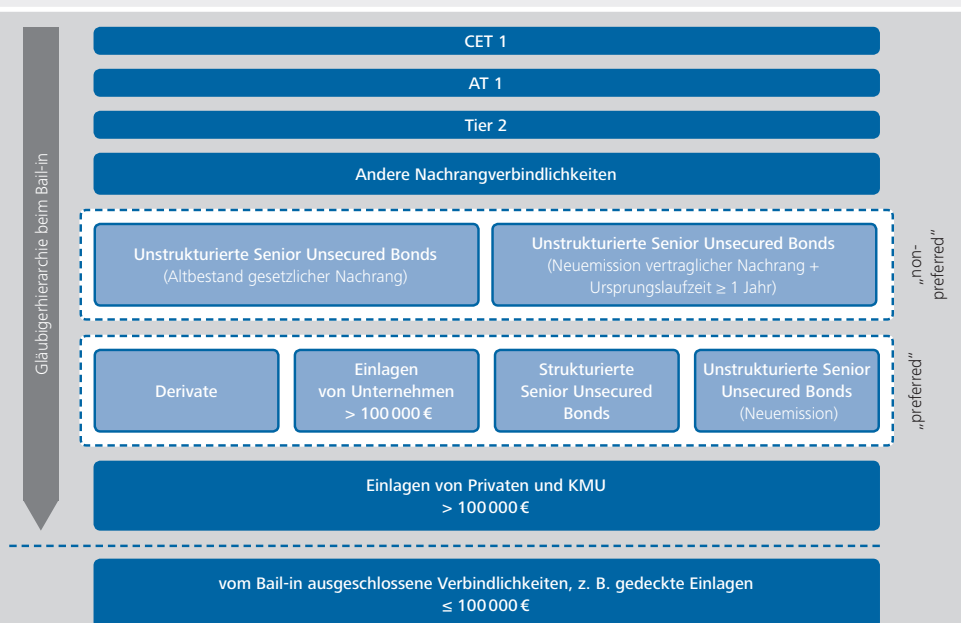 Gläubigerhierarchie beim Bail-in
CET 1
AT 1
Tier 2
Andere Nachrangverbindlichkeiten
Unstrukturierte Senior Unsecured Bonds
(Altbestand gesetzlicher Nachrang)
Unstrukturierte Senior Unsecured Bonds
(Neuemission vertraglicher Nachrang +
Ursprungslaufzeit ≥ 1 Jahr)
„non-
preferred“
Derivate
Einlagen
von Unternehmen
> 100 000 €
Strukturierte
Senior Unsecured
Bonds
Unstrukturierte Senior
Unsecured Bonds
(Neuemission)
„preferred“
Einlagen von Privaten und KMU
> 100 000 €
vom Bail-in ausgeschlossene Verbindlichkeiten, z. B. gedeckte Einlagen
≤ 100 000 €